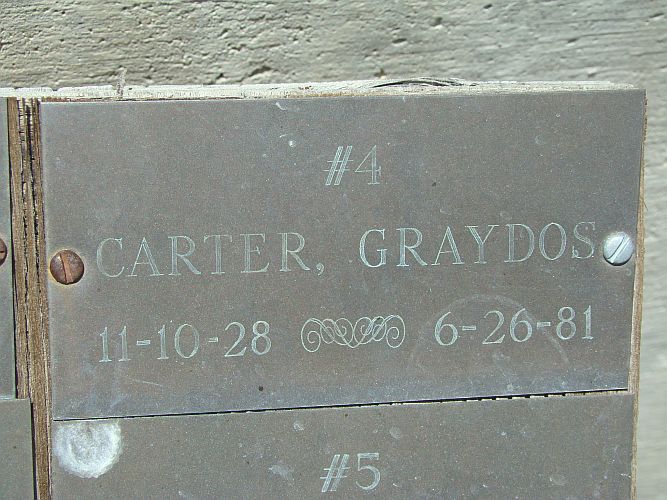 #4
CARTER, GRAYDOS
11-10-28 6-26-81
#5